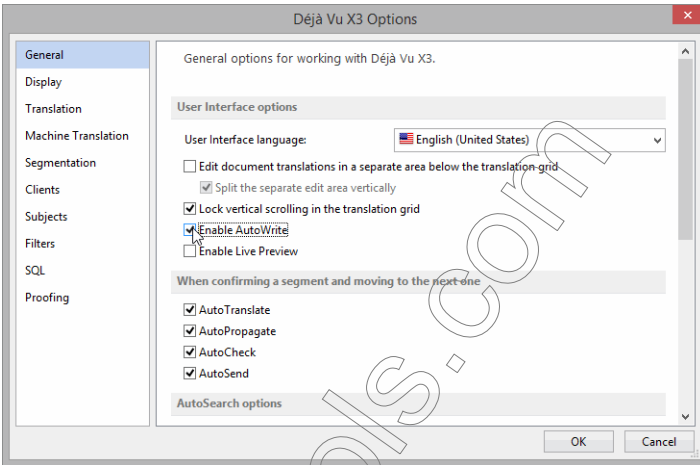 Déjà Vu X3 Options
General
Display
Translation
Machine Translation
Segmentation
Clients
Subjects
Filters
SQL
Proofing
General options for working with Déjà Vu X3.
User Interface options
User Interface language:
English (United States)
Edit document translations in a separate area below the translation grid
Split the separate edit area vertically
Lock vertical scrolling in the translation grid
Enable AutoWrite
Enable Live Preview
When confirming a segment and moving to the next one
AutoTranslate
AutoPropagate
AutoCheck
AutoSend
AutoSearch options
OK
Cancel
ols.com